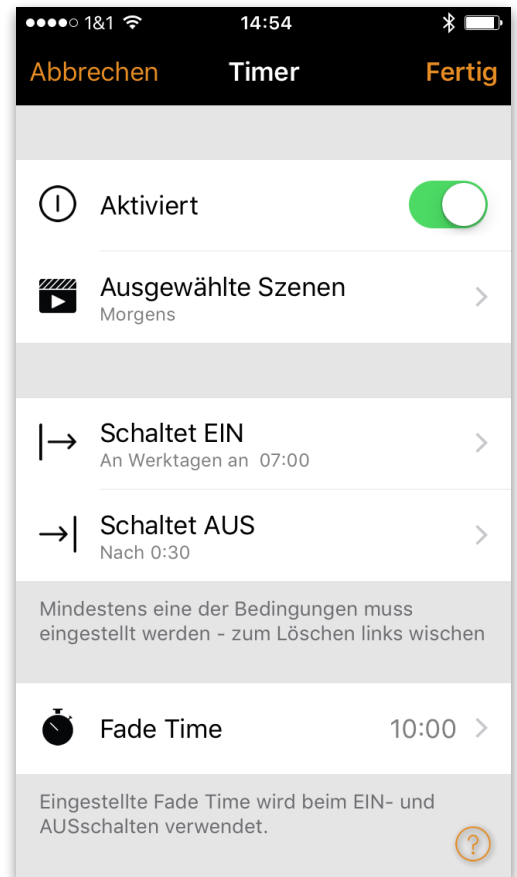 1&1 14:54
Abbrechen Timer Fertig
Aktiviert
Ausgewählte Szenen
Morgens
Schaltet EIN
An Werktagen an 07:00
Schaltet AUS
Nach 0:30
Mindestens eine der Bedingungen muss
eingestellt werden - zum Löschen links wischen
Fade Time 10:00
Eingestellte Fade Time wird beim EIN- und
AUSschalten verwendet.
?